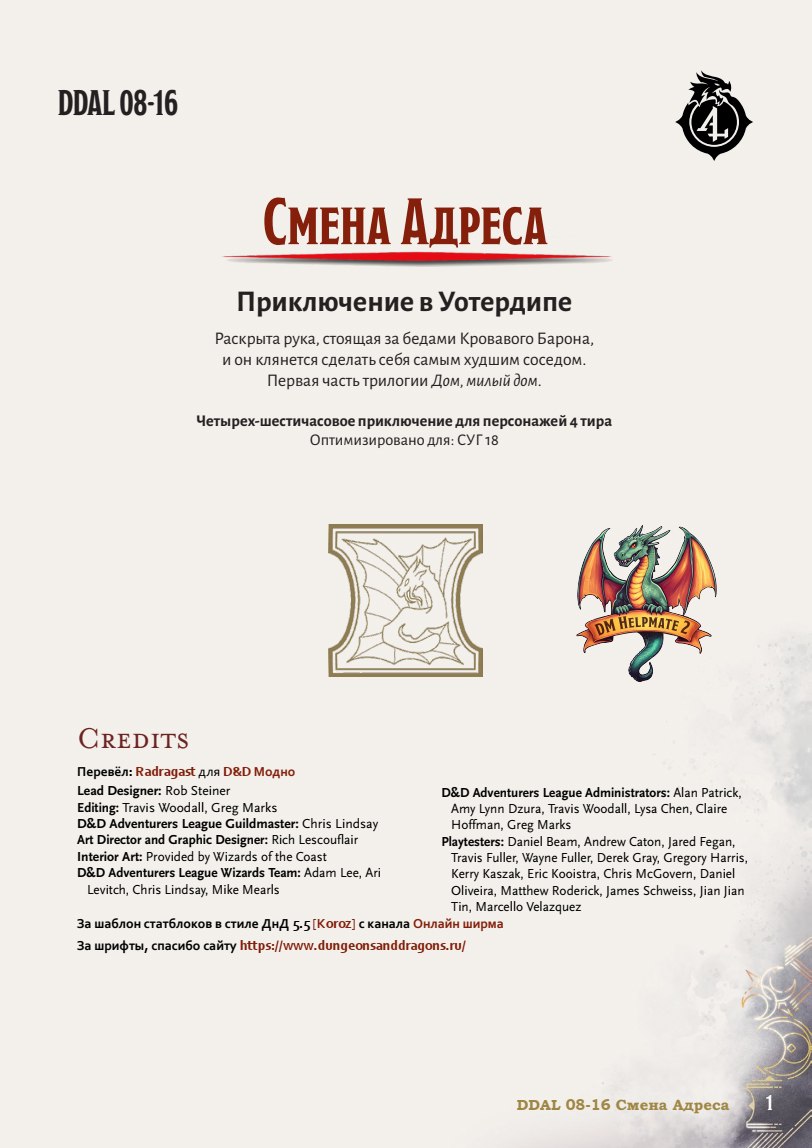 DDAL 08-16
Смена Адреса
Приключение в Уотердипе
Раскрыта рука, стоящая за бедами Кровавого Барона,
и он клянется сделать себя самым худшим соседом.
Первая часть трилогии Дом, милый дом.
Четырех-шестичасовое приключение для персонажей 4 тира
Оптимизировано для: СУГ 18
DM HELPMATE 2
CREDITS
Перевёл: Radragast для D&D Модно
Lead Designer: Rob Steiner
Editing: Travis Woodall, Greg Marks
D&D Adventurers League Guildmaster: Chris Lindsay
Art Director and Graphic Designer: Rich Lescouflair
Interior Art: Provided by Wizards of the Coast
D&D Adventurers League Wizards Team: Adam Lee, Ari
Levitch, Chris Lindsay, Mike Mearls
D&D Adventurers League Administrators: Alan Patrick,
Amy Lynn Dzura, Travis Woodall, Lysa Chen, Claire
Hoffman, Greg Marks
Playtesters: Daniel Beam, Andrew Caton, Jared Fegan,
Travis Fuller, Wayne Fuller, Derek Gray, Gregory Harris,
Kerry Kaszak, Eric Kooistra, Chris McGovern, Daniel
Oliveira, Matthew Roderick, James Schweiss, Jian Jian
Tin, Marcello Velazquez
За шаблон статблоков в стиле ДнД 5.5 [Koroz] с канала Онлайн ширма
За шрифты, спасибо сайту https://www.dungeonsanddragons.ru/
DDAL 08-16 Смена Адреса
1